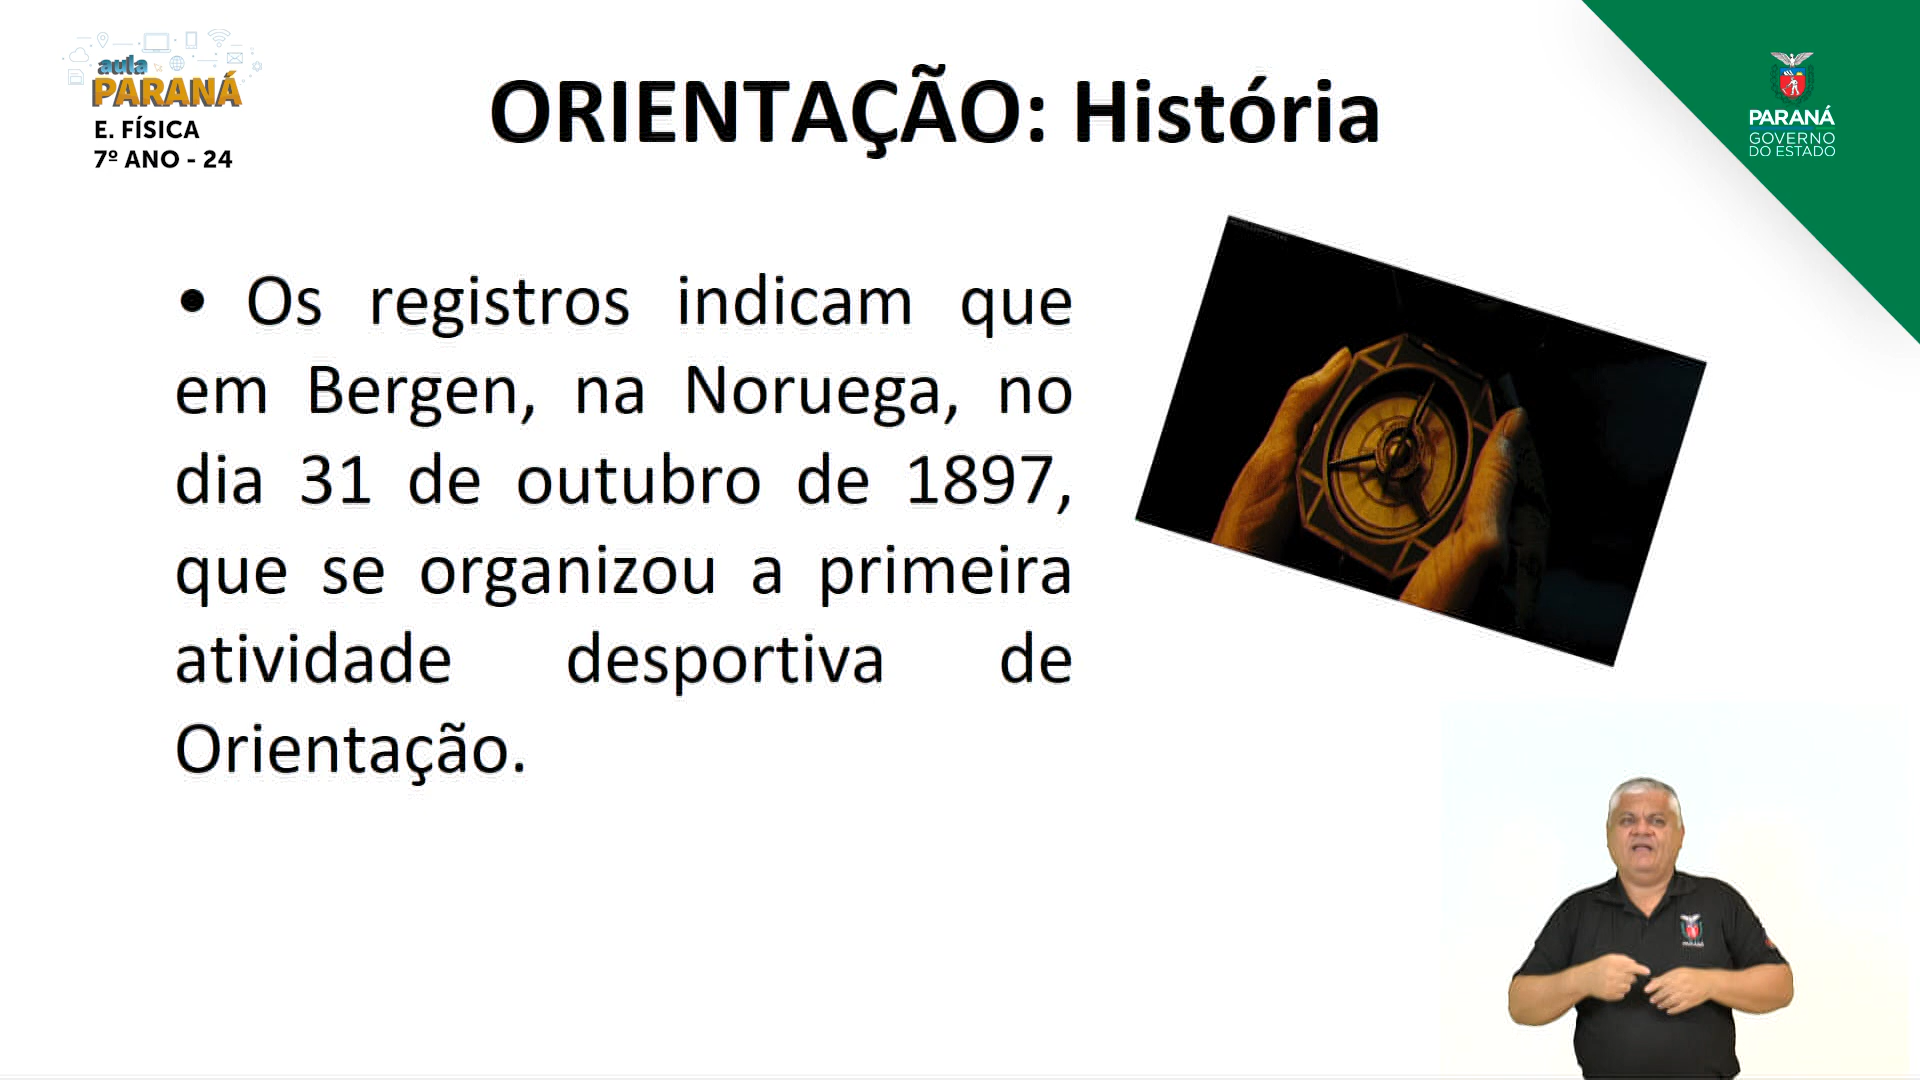 aula
PARANÁ
E. FÍSICA
7º ANO - 24
ORIENTAÇÃO: História
PARANÁ
GOVERNO
DO ESTADO
• Os registros indicam que
em Bergen, na Noruega, no
dia 31 de outubro de 1897,
que se organizou a primeira
atividade desportiva de
Orientação.